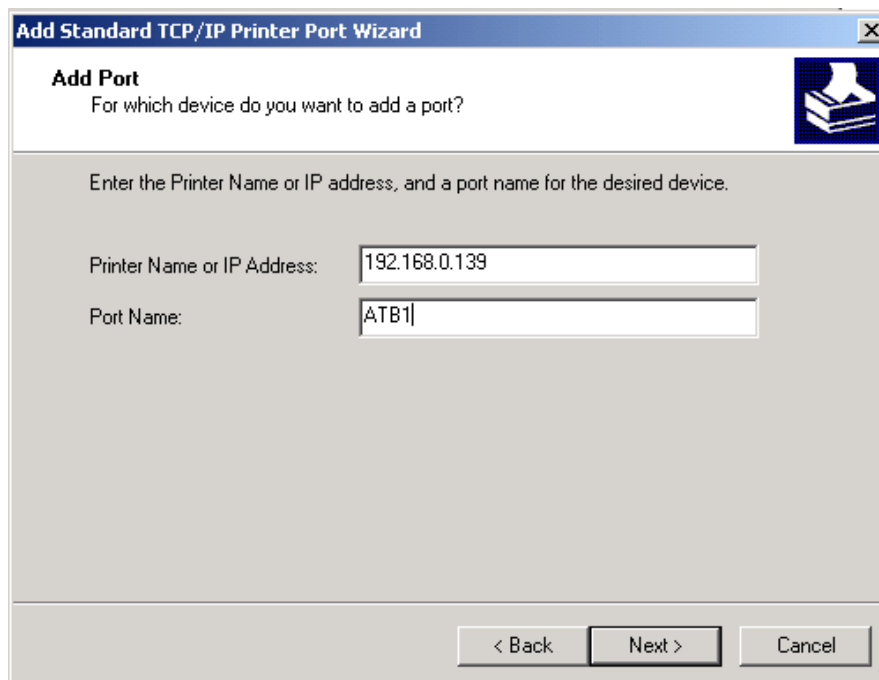 Add Standard TCP/IP Printer Port Wizard
Add Port
For which device do you want to add a port?
Enter the Printer Name or IP address, and a port name for the desired device.
Printer Name or IP Address: 192.168.0.139
Port Name: ATB1
< Back Next > Cancel